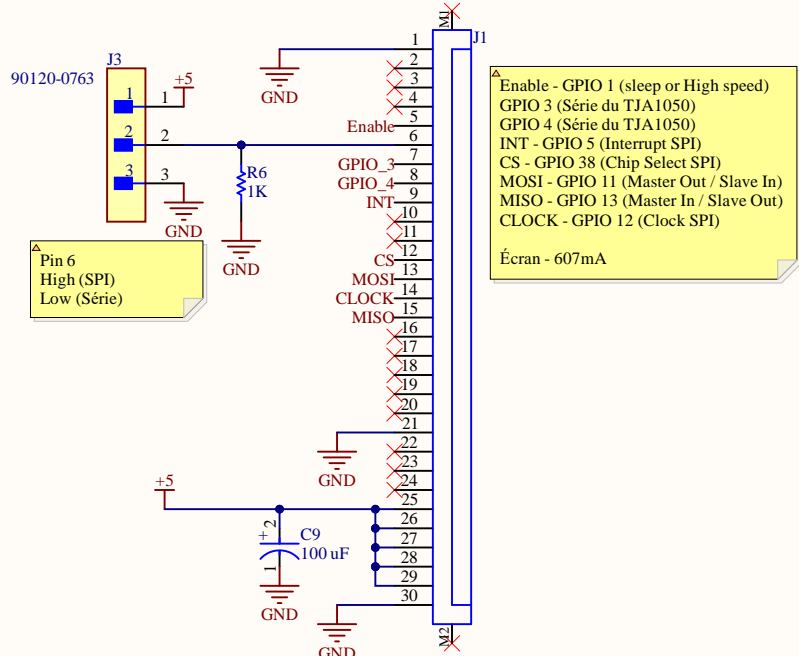 M1
J1
J3
90120-0763
1
2
3
1
2
3
+5
GND
R6
1K
GND
GND
1
2
3
4
Enable 5
6
GPIO_3 7
GPIO_4 8
INT 9
10
11
CS 12
MOSI 13
CLOCK 14
MISO 15
16
17
18
19
20
21
22
23
24
25
26
27
28
29
30
GND
+5
+ 2
C9
100 uF
1
GND
GND
M2
Pin 6
High (SPI)
Low (Série)
Enable - GPIO 1 (sleep or High speed)
GPIO 3 (Série du TJA1050)
GPIO 4 (Série du TJA1050)
INT - GPIO 5 (Interrupt SPI)
CS - GPIO 38 (Chip Select SPI)
MOSI - GPIO 11 (Master Out / Slave In)
MISO - GPIO 13 (Master In / Slave Out)
CLOCK - GPIO 12 (Clock SPI)
Écran - 607mA